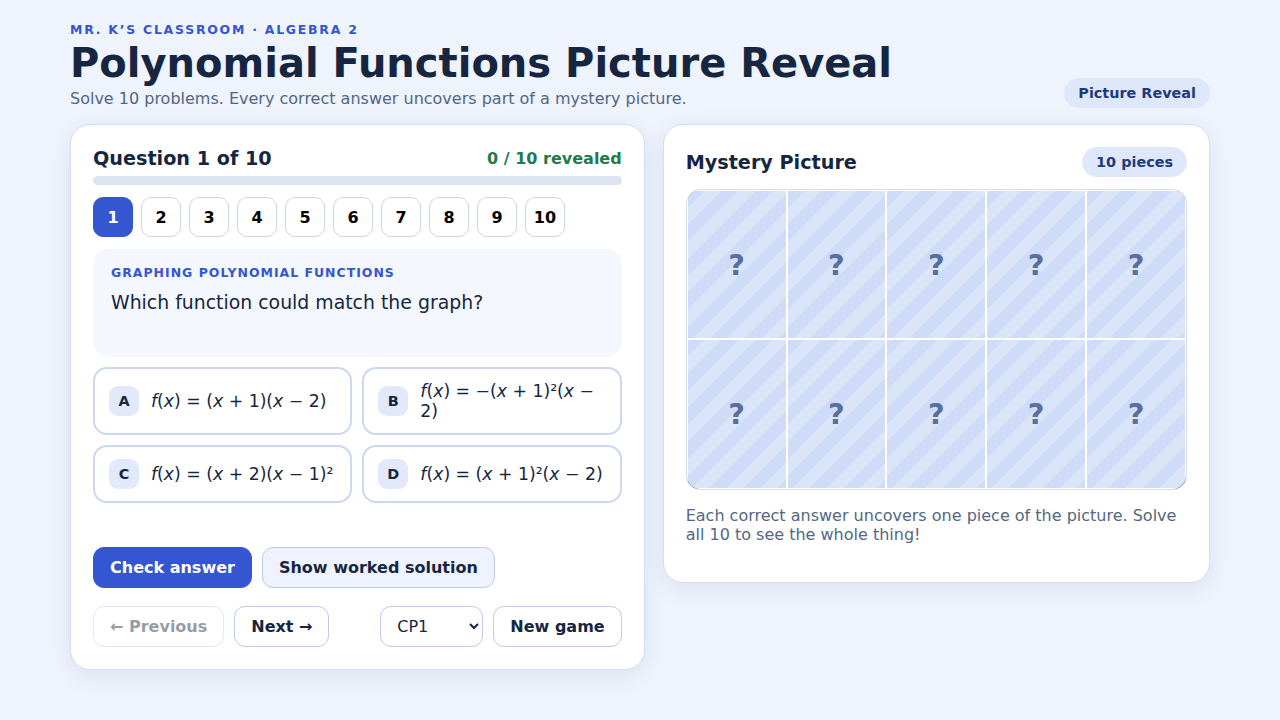 MR. K’S CLASSROOM · ALGEBRA 2
Polynomial Functions Picture Reveal
Solve 10 problems. Every correct answer uncovers part of a mystery picture.
Picture Reveal
Question 1 of 10
0 / 10 revealed
1 2 3 4 5 6 7 8 9 10
GRAPHING POLYNOMIAL FUNCTIONS
Which function could match the graph?
A f(x) = (x + 1)(x − 2)
B f(x) = −(x + 1)²(x −
2)
C f(x) = (x + 2)(x − 1)²
D f(x) = (x + 1)²(x − 2)
Check answer
Show worked solution
← Previous
Next →
CP1
New game
Mystery Picture
10 pieces
? ? ? ? ?
? ? ? ? ?
Each correct answer uncovers one piece of the picture. Solve
all 10 to see the whole thing!